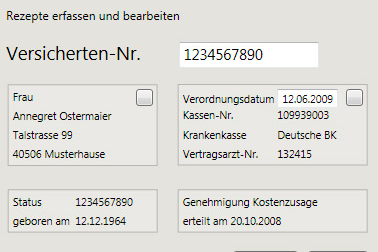 Rezepte erfassen und bearbeiten
Versicherten-Nr. 1234567890
Frau
Annegret Ostermaier
Talstrasse 99
40506 Musterhause
Verordnungsdatum 12.06.2009
Kassen-Nr. 109939003
Krankenkasse Deutsche BK
Vertragsarzt-Nr. 132415
Status 1234567890
geboren am 12.12.1964
Genehmigung Kostenzusage
erteilt am 20.10.2008